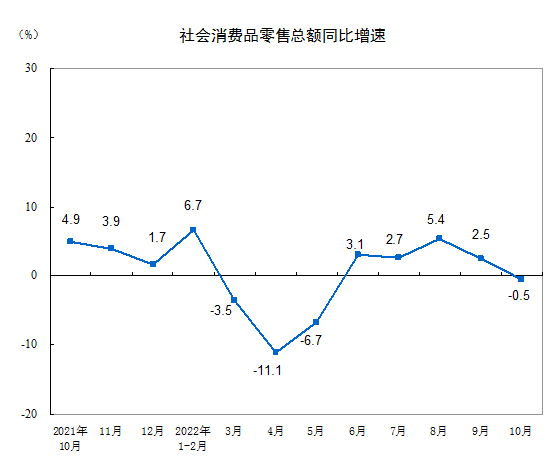 (%)
社会消费品零售总额同比增速
30
20
10
0
-10
-20
4.9
3.9
1.7
6.7
-3.5
-11.1
-6.7
3.1
2.7
5.4
2.5
-0.5
2021年
10月
11月
12月
2022年
1-2月
3月
4月
5月
6月
7月
8月
9月
10月